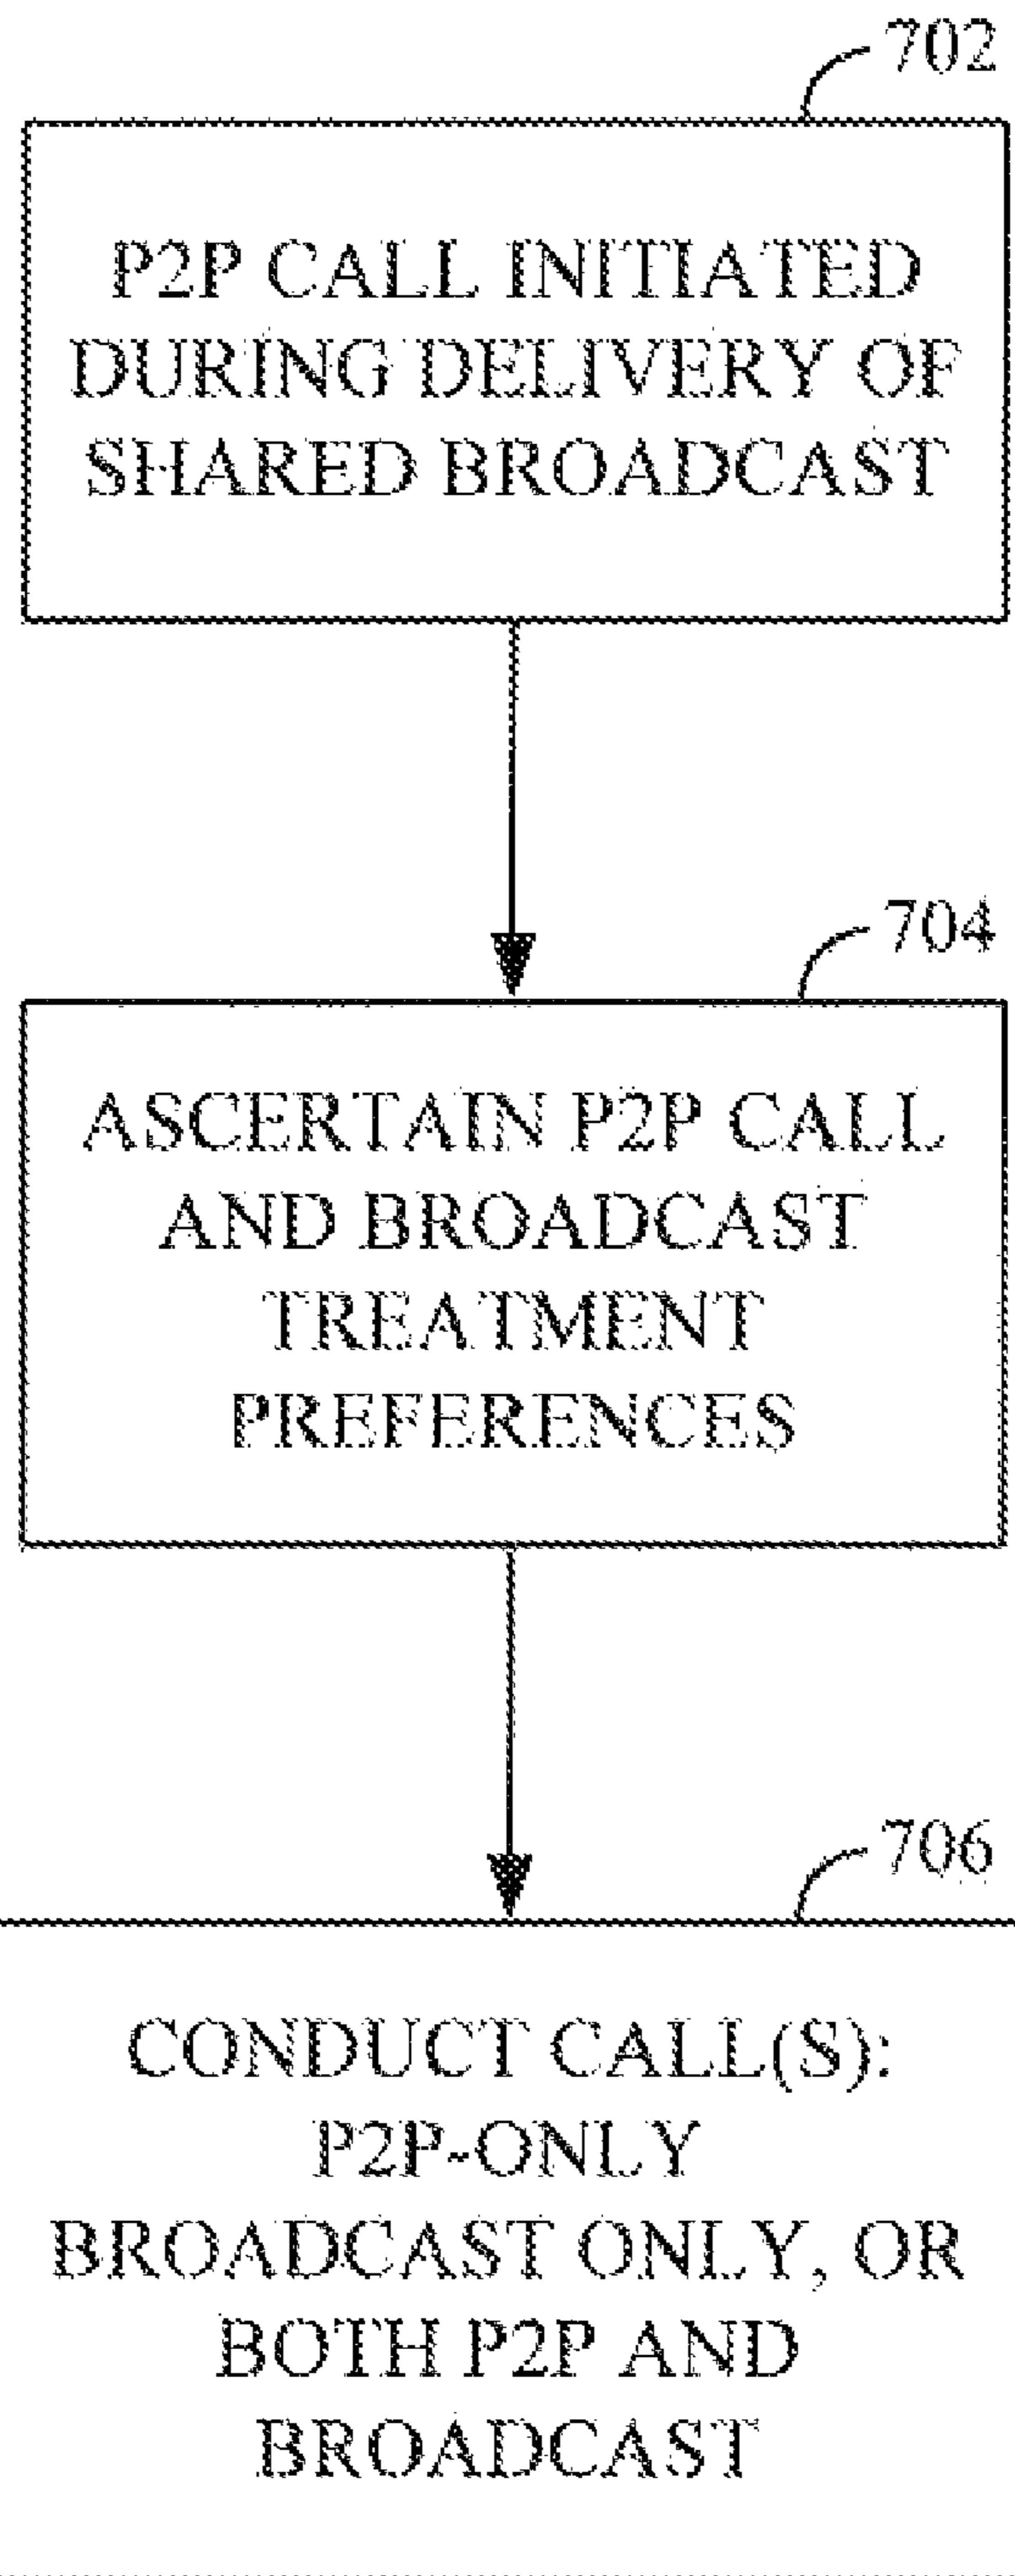 702
P2P CALL INITIATED
DURING DELIVERY OF
SHARED BROADCAST
704
ASCERTAIN P2P CALL
AND BROADCAST
TREATMENT
PREFERENCES
706
CONDUCT CALL(S):
P2P-ONLY
BROADCAST ONLY, OR
BOTH P2P AND
BROADCAST